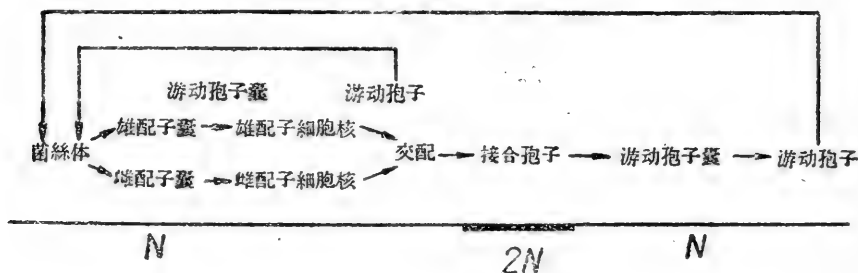 游动孢子囊 游动孢子
雄配子囊 雄配子細胞核
菌絲体 交配 接合孢子 游动孢子囊 游动孢子
雌配子囊 雌配子細胞核
N 2N N